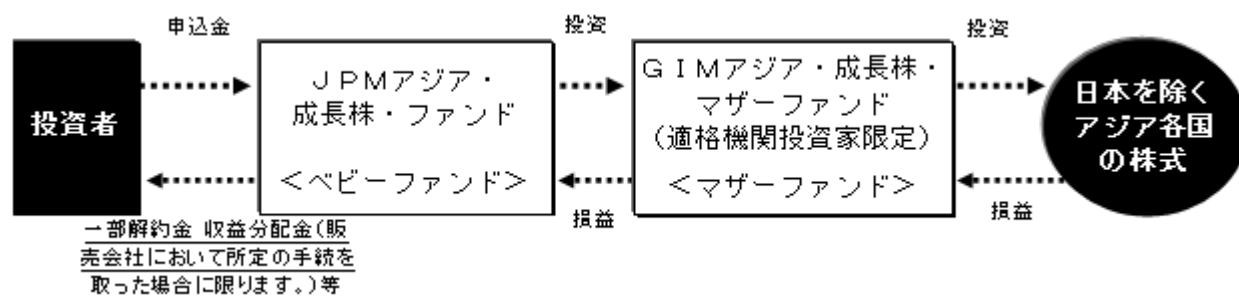 申込金
投資
投資
投資者
ＪＰＭアジア・
成長株・ファンド
＜ベビーファンド＞
ＧＩＭアジア・成長株・
マザーファンド
（適格機関投資家限定）
＜マザーファンド＞
日本を除く
アジア各国
の株式
損益
損益
一部解約金 収益分配金(販
売会社において所定の手続を
取った場合に限ります。)等